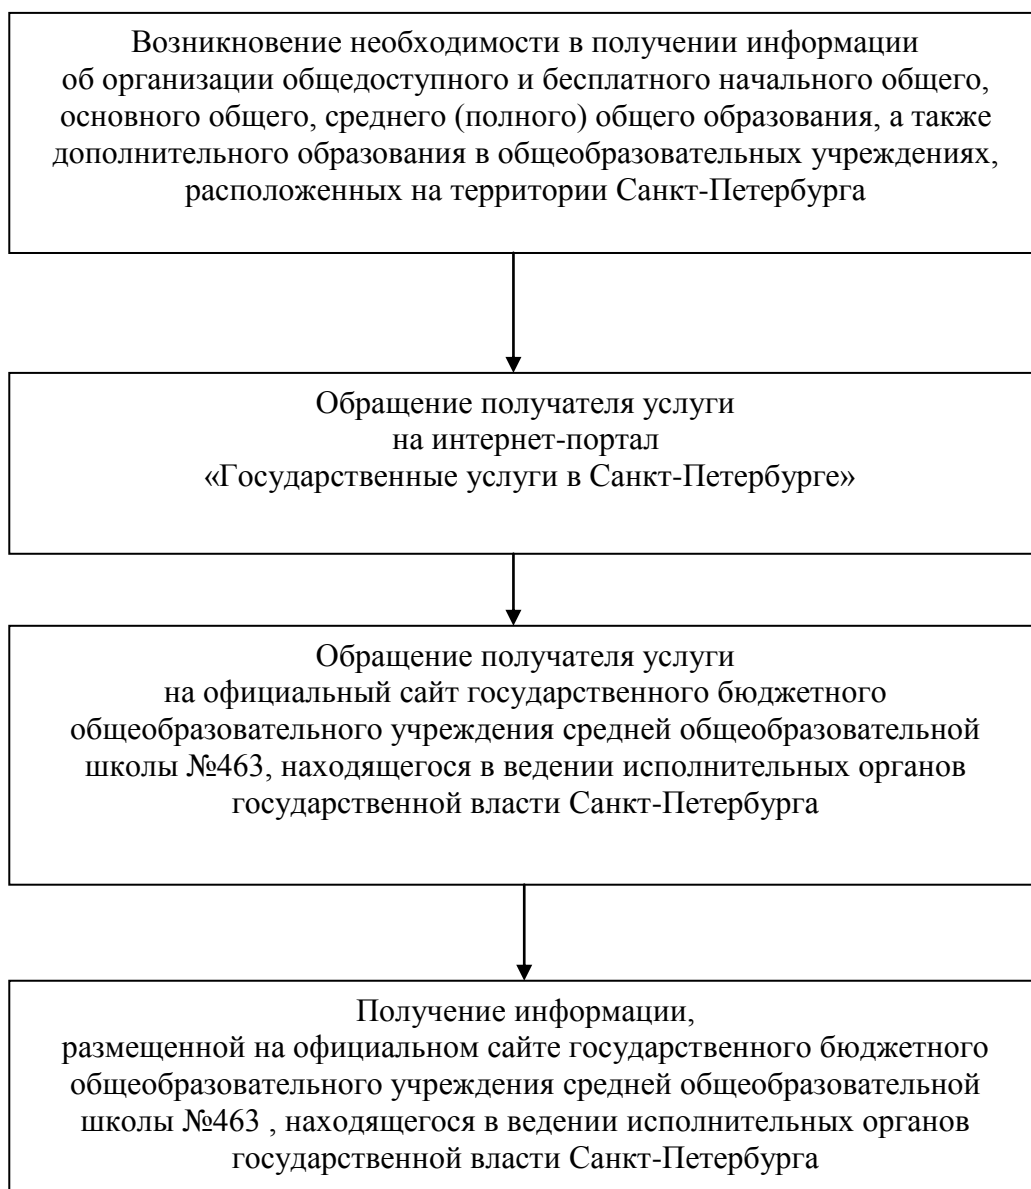 Возникновение необходимости в получении информации
об организации общедоступного и бесплатного начального общего,
основного общего, среднего (полного) общего образования, а также
дополнительного образования в общеобразовательных учреждениях,
расположенных на территории Санкт-Петербурга
Обращение получателя услуги
на интернет-портал
«Государственные услуги в Санкт-Петербурге»
Обращение получателя услуги
на официальный сайт государственного бюджетного
общеобразовательного учреждения средней общеобразовательной
школы №463, находящегося в ведении исполнительных органов
государственной власти Санкт-Петербурга
Получение информации,
размещенной на официальном сайте государственного бюджетного
общеобразовательного учреждения средней общеобразовательной
школы №463 , находящегося в ведении исполнительных органов
государственной власти Санкт-Петербурга